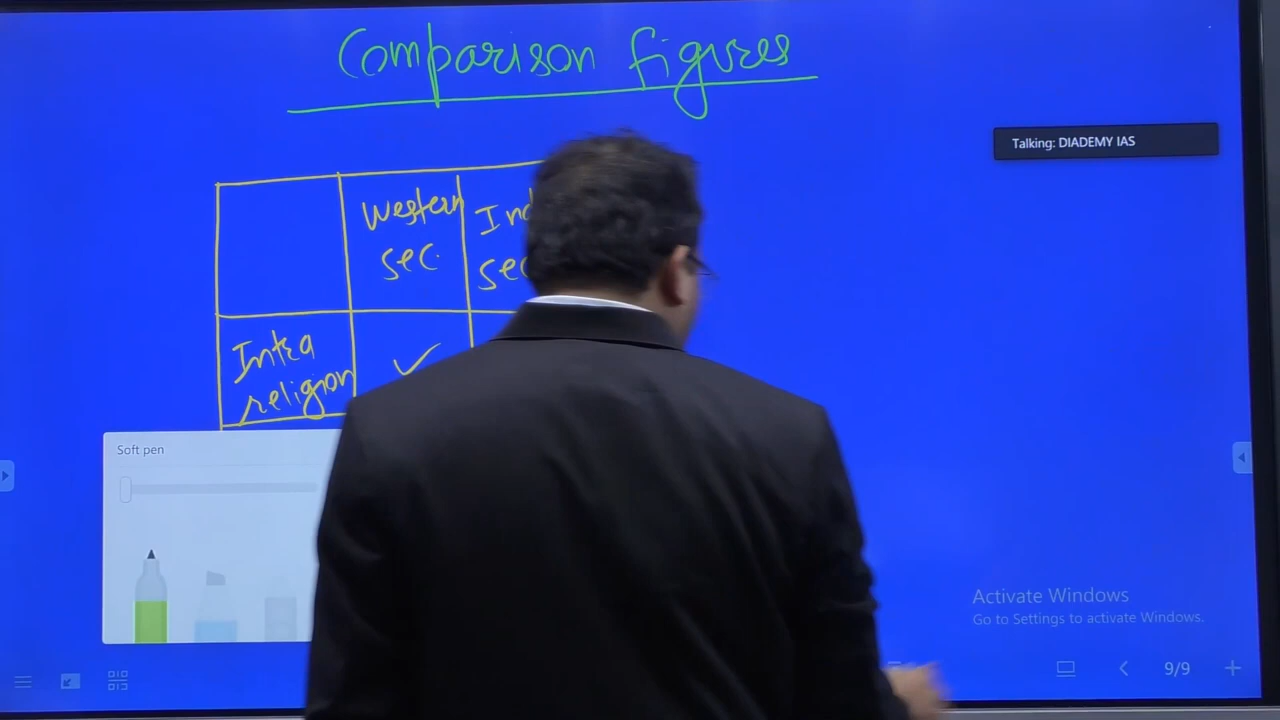 Comparison figures
Talking: DIADEMY IAS
Western
sec.
Intra
religion
Soft pen
Activate Windows
Go to Settings to activate Windows.
9/9